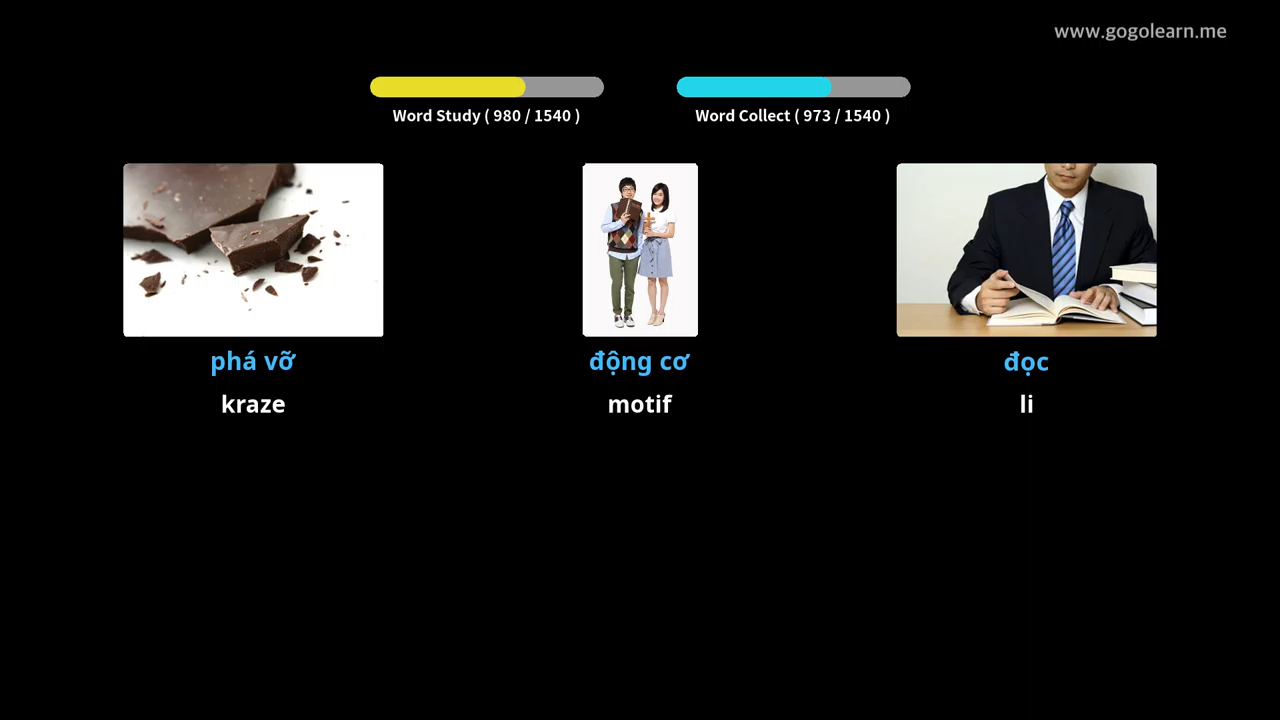 www.gogolearn.me
Word Study ( 980 / 1540 )
Word Collect ( 973 / 1540 )
phá vỡ
động cơ
đọc
kraze
motif
li